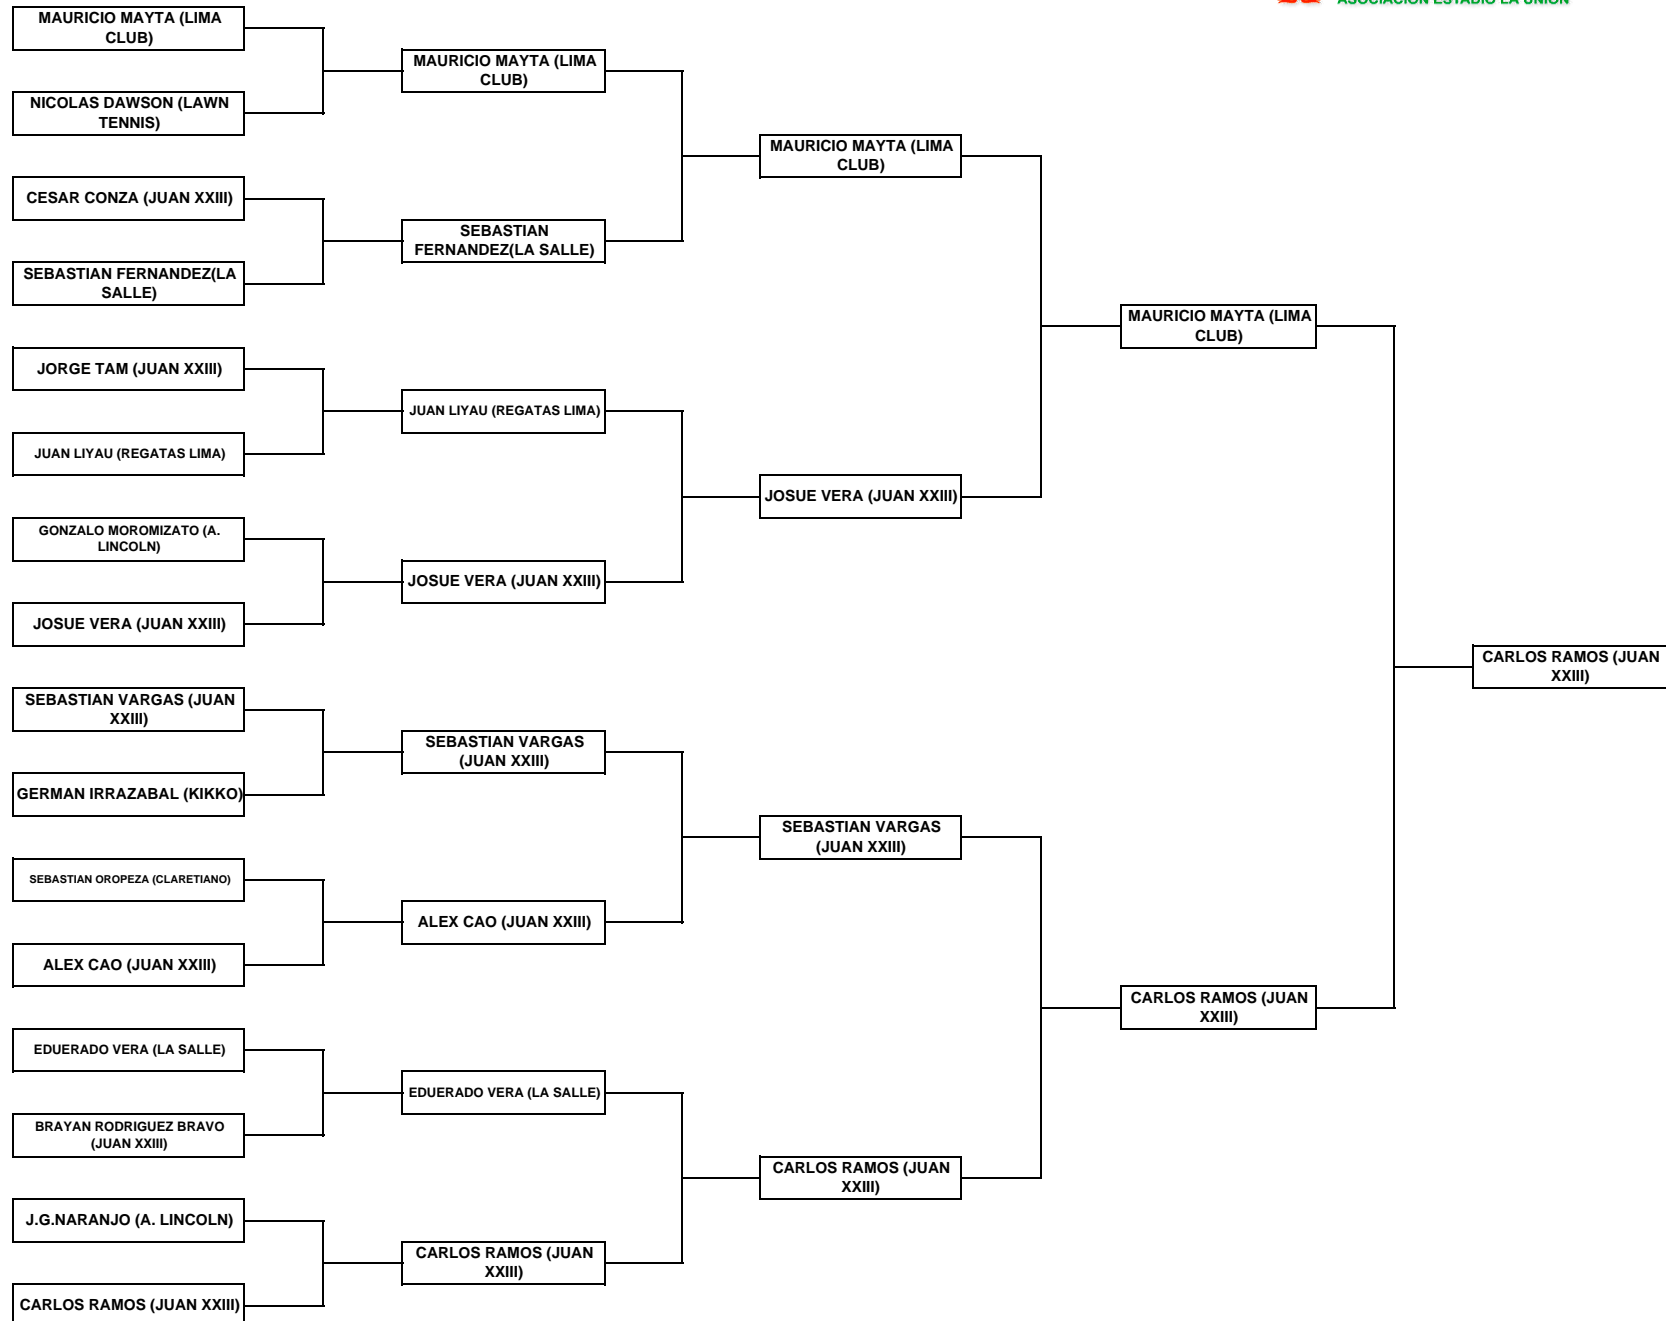 ASOCIACION ESTADIO LA UNION
MAURICIO MAYTA (LIMA
CLUB)
NICOLAS DAWSON (LAWN
TENNIS)
CESAR CONZA (JUAN XXIII)
SEBASTIAN FERNANDEZ(LA
SALLE)
JORGE TAM (JUAN XXIII)
JUAN LIYAU (REGATAS LIMA)
GONZALO MOROMIZATO (A.
LINCOLN)
JOSUE VERA (JUAN XXIII)
SEBASTIAN VARGAS (JUAN
XXIII)
GERMAN IRRAZABAL (KIKKO)
SEBASTIAN OROPEZA (CLARETIANO)
ALEX CAO (JUAN XXIII)
EDUERADO VERA (LA SALLE)
BRAYAN RODRIGUEZ BRAVO
(JUAN XXIII)
J.G.NARANJO (A. LINCOLN)
CARLOS RAMOS (JUAN XXIII)
MAURICIO MAYTA (LIMA
CLUB)
SEBASTIAN
FERNANDEZ(LA SALLE)
JUAN LIYAU (REGATAS LIMA)
JOSUE VERA (JUAN XXIII)
SEBASTIAN VARGAS
(JUAN XXIII)
ALEX CAO (JUAN XXIII)
EDUERADO VERA (LA SALLE)
CARLOS RAMOS (JUAN
XXIII)
MAURICIO MAYTA (LIMA
CLUB)
JOSUE VERA (JUAN XXIII)
SEBASTIAN VARGAS
(JUAN XXIII)
CARLOS RAMOS (JUAN
XXIII)
MAURICIO MAYTA (LIMA
CLUB)
CARLOS RAMOS (JUAN
XXIII)
CARLOS RAMOS (JUAN
XXIII)